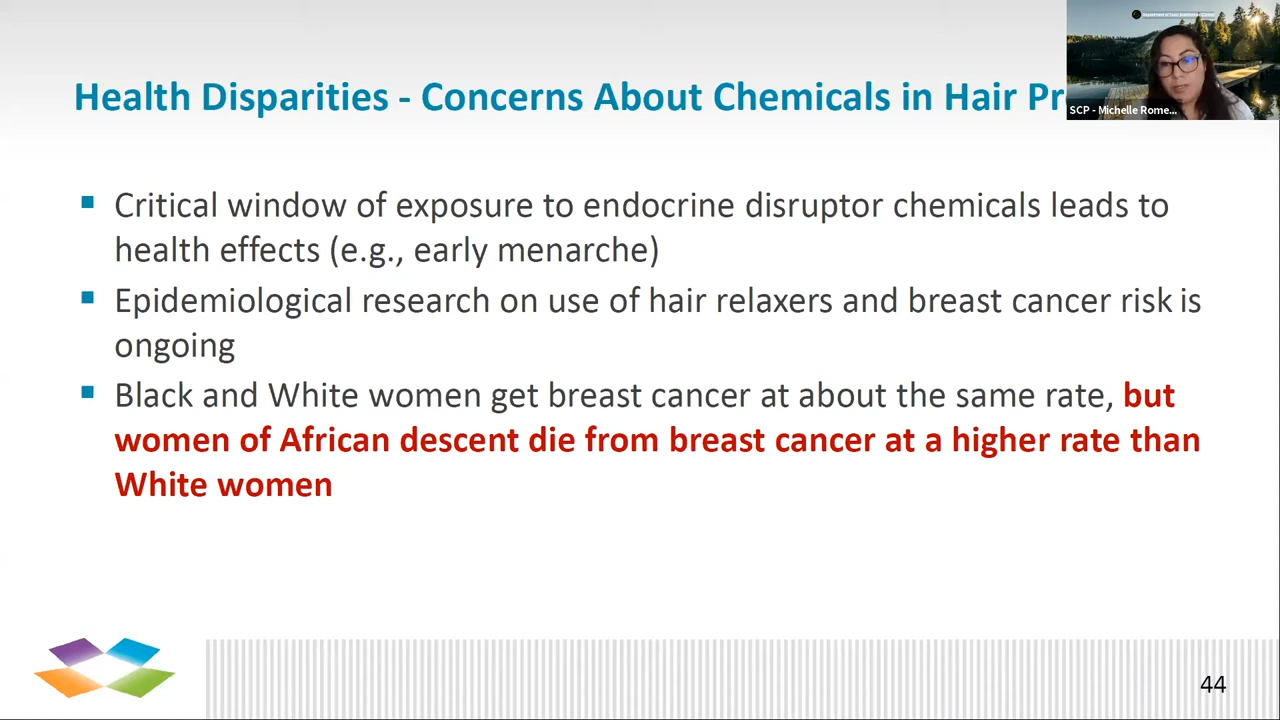 Health Disparities - Concerns About Chemicals in Hair Pr
SCP - Michelle Rome...
▪ Critical window of exposure to endocrine disruptor chemicals leads to
health effects (e.g., early menarche)
▪ Epidemiological research on use of hair relaxers and breast cancer risk is
ongoing
▪ Black and White women get breast cancer at about the same rate, but
women of African descent die from breast cancer at a higher rate than
White women
44